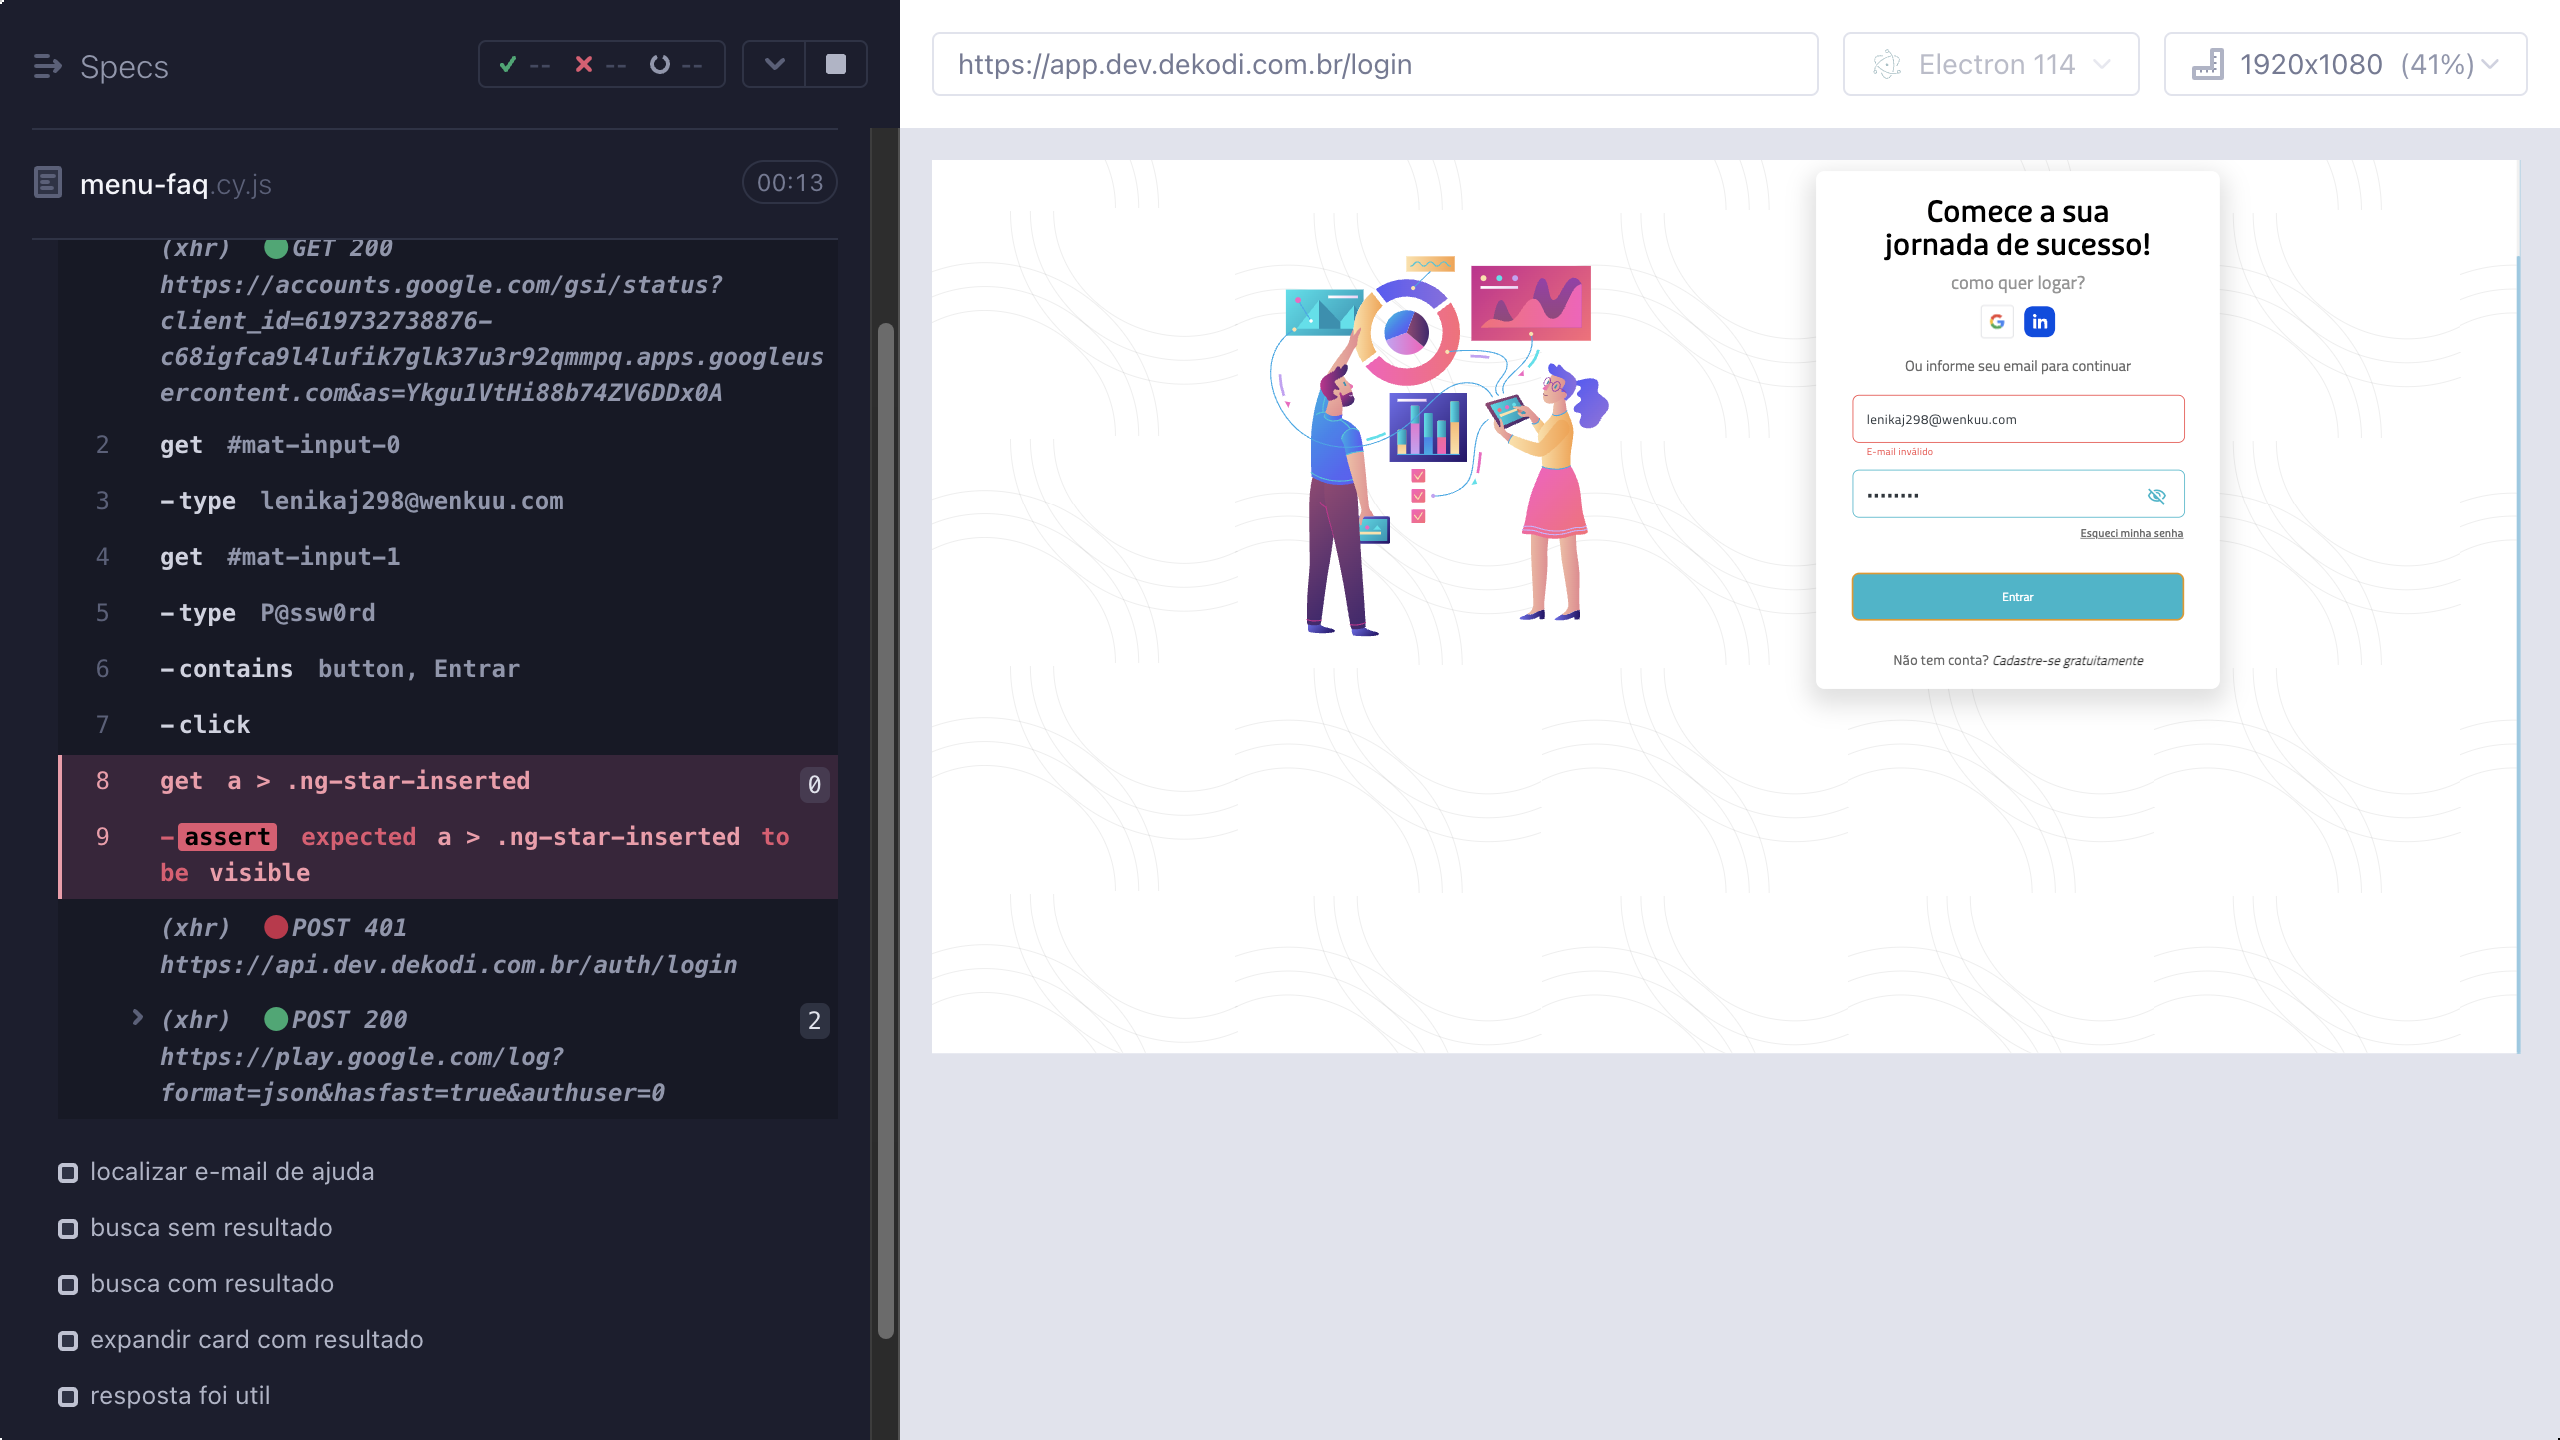 Specs
-- -- --
menu-faq.cy.js
00:13
(xhr) GET 200
https://accounts.google.com/gsi/status?
client_id=619732738876-
c68igfca9l4lufik7glk37u3r92qmmpq.apps.googleus
ercontent.com&as=Ykgu1VtHi88b74ZV6DDx0A
2 get #mat-input-0
3 -type lenikaj298@wenkuu.com
4 get #mat-input-1
5 -type P@ssw0rd
6 -contains button, Entrar
7 -click
8 get a > .ng-star-inserted 0
9 -assert expected a > .ng-star-inserted to
be visible
(xhr) POST 401
https://api.dev.dekodi.com.br/auth/login
(xhr) POST 200 2
https://play.google.com/log?
format=json&hasfast=true&authuser=0
localizar e-mail de ajuda
busca sem resultado
busca com resultado
expandir card com resultado
resposta foi util
https://app.dev.dekodi.com.br/login
Electron 114
1920x1080 (41%)
Comece a sua
jornada de sucesso!
como quer logar?
G in
Ou informe seu email para continuar
lenikaj298@wenkuu.com
E-mail inválido
••••••••
Esqueci minha senha
Entrar
Não tem conta? Cadastre-se gratuitamente